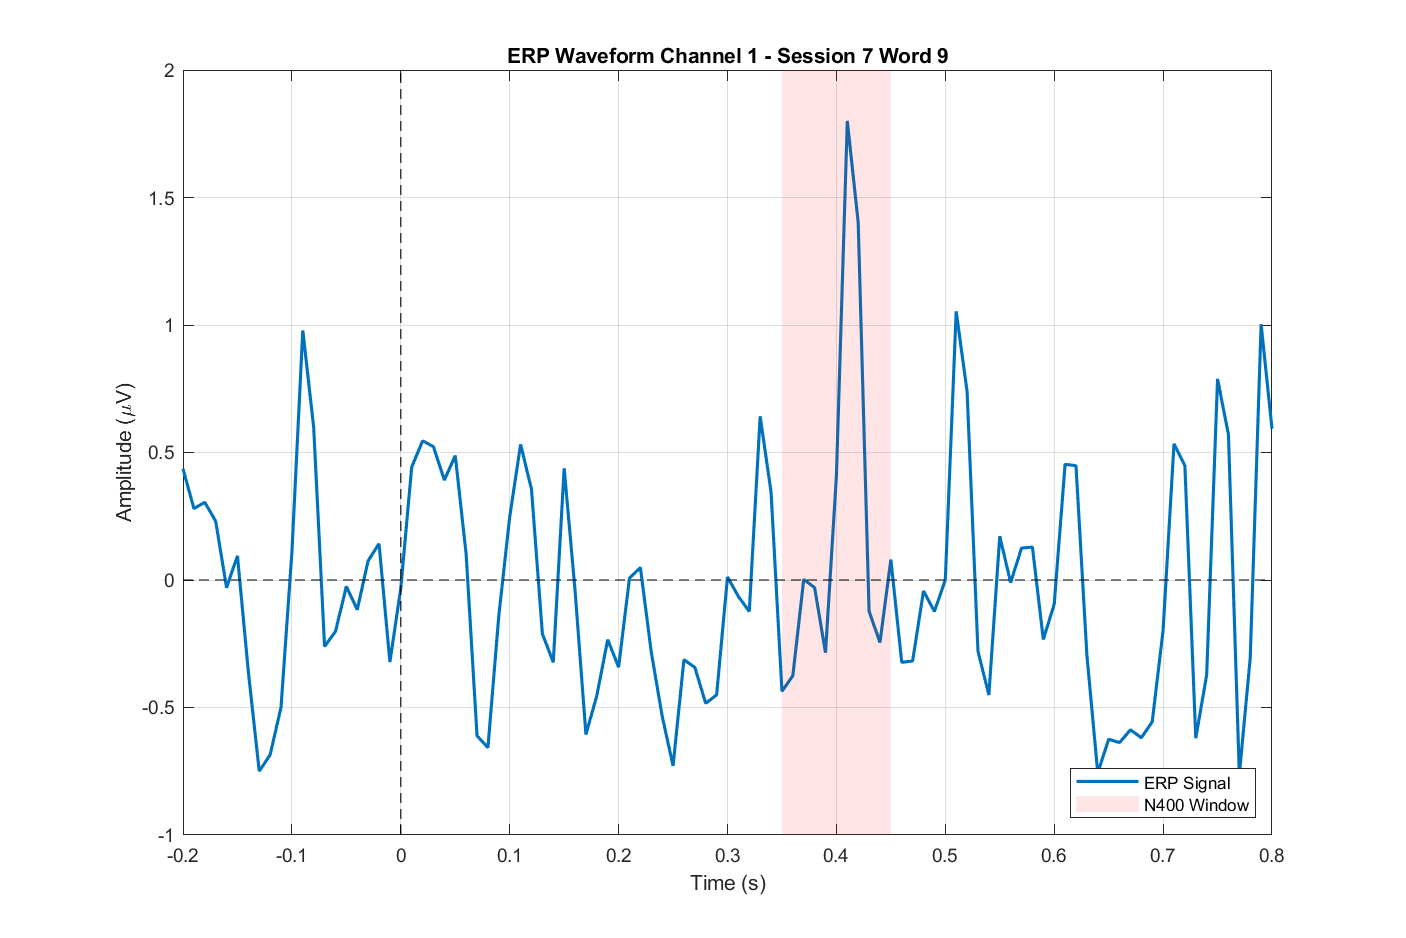 ERP Waveform Channel 1 - Session 7 Word 9
2
1.5
1
0.5
0
-0.5
-1
Amplitude (μV)
-0.2 -0.1 0 0.1 0.2 0.3 0.4 0.5 0.6 0.7 0.8
Time (s)
ERP Signal
N400 Window